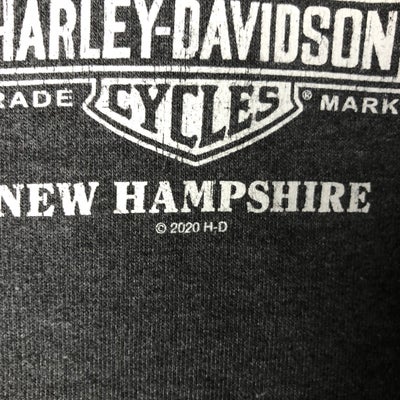 HARLEY-DAVIDSON
RADE CYCLES ® MARK
NEW HAMPSHIRE
© 2020 H-D